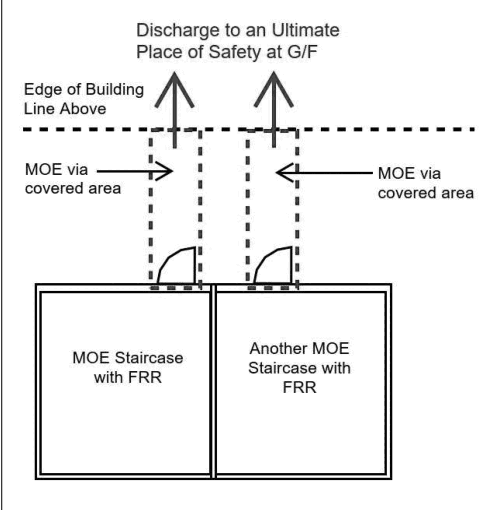 Discharge to an Ultimate
Place of Safety at G/F
Edge of Building
Line Above
MOE via
covered area
MOE via
covered area
MOE Staircase
with FRR
Another MOE
Staircase with
FRR